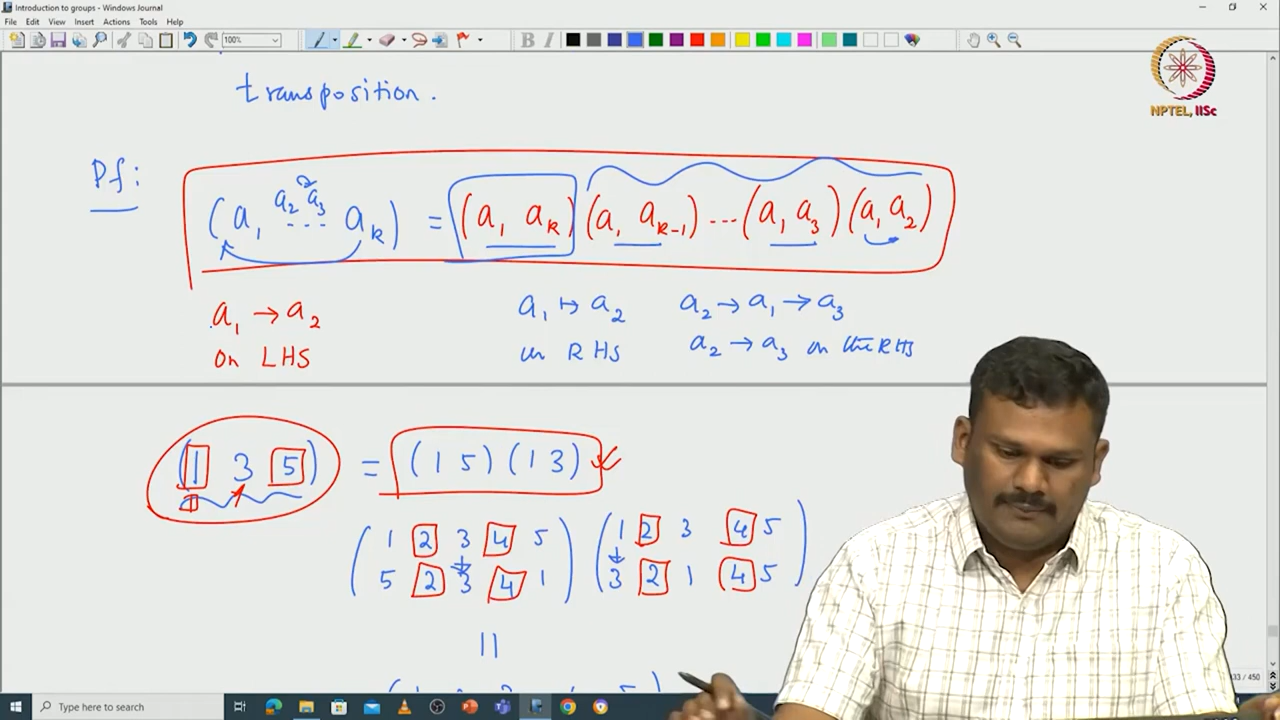 Introduction to groups - Windows Journal
File Edit View Insert Actions Tools Help
100%
B I
NPTEL, IISc
transposition.
Pf: (a₁ a₂ a₃ ... aₖ) = (a₁ aₖ)(a₁ aₖ₋₁) ... (a₁ a₃)(a₁ a₂)
a₁ → a₂ a₁ ↦ a₂ a₂ → a₁ → a₃
on LHS on RHS a₂ → a₃ on the RHS
(1 3 5) = (1 5)(1 3)
(1 2 3 4 5) (1 2 3 4 5)
(5 2 3 4 1) (3 2 1 4 5)
||
Type here to search